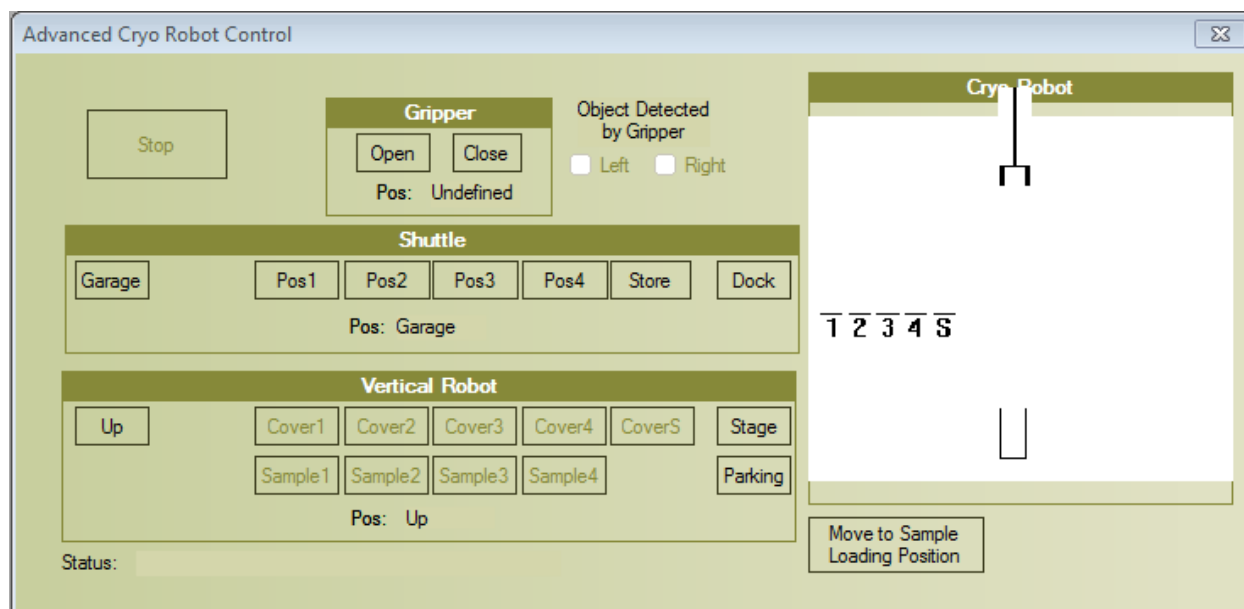 Advanced Cryo Robot Control
Stop
Gripper
Open Close
Pos: Undefined
Object Detected
by Gripper
Left Right
Shuttle
Garage Pos1 Pos2 Pos3 Pos4 Store Dock
Pos: Garage
Vertical Robot
Up Cover1 Cover2 Cover3 Cover4 CoverS Stage
Sample1 Sample2 Sample3 Sample4 Parking
Pos: Up
Status:
Cryo Robot
1 2 3 4 S
Move to Sample
Loading Position